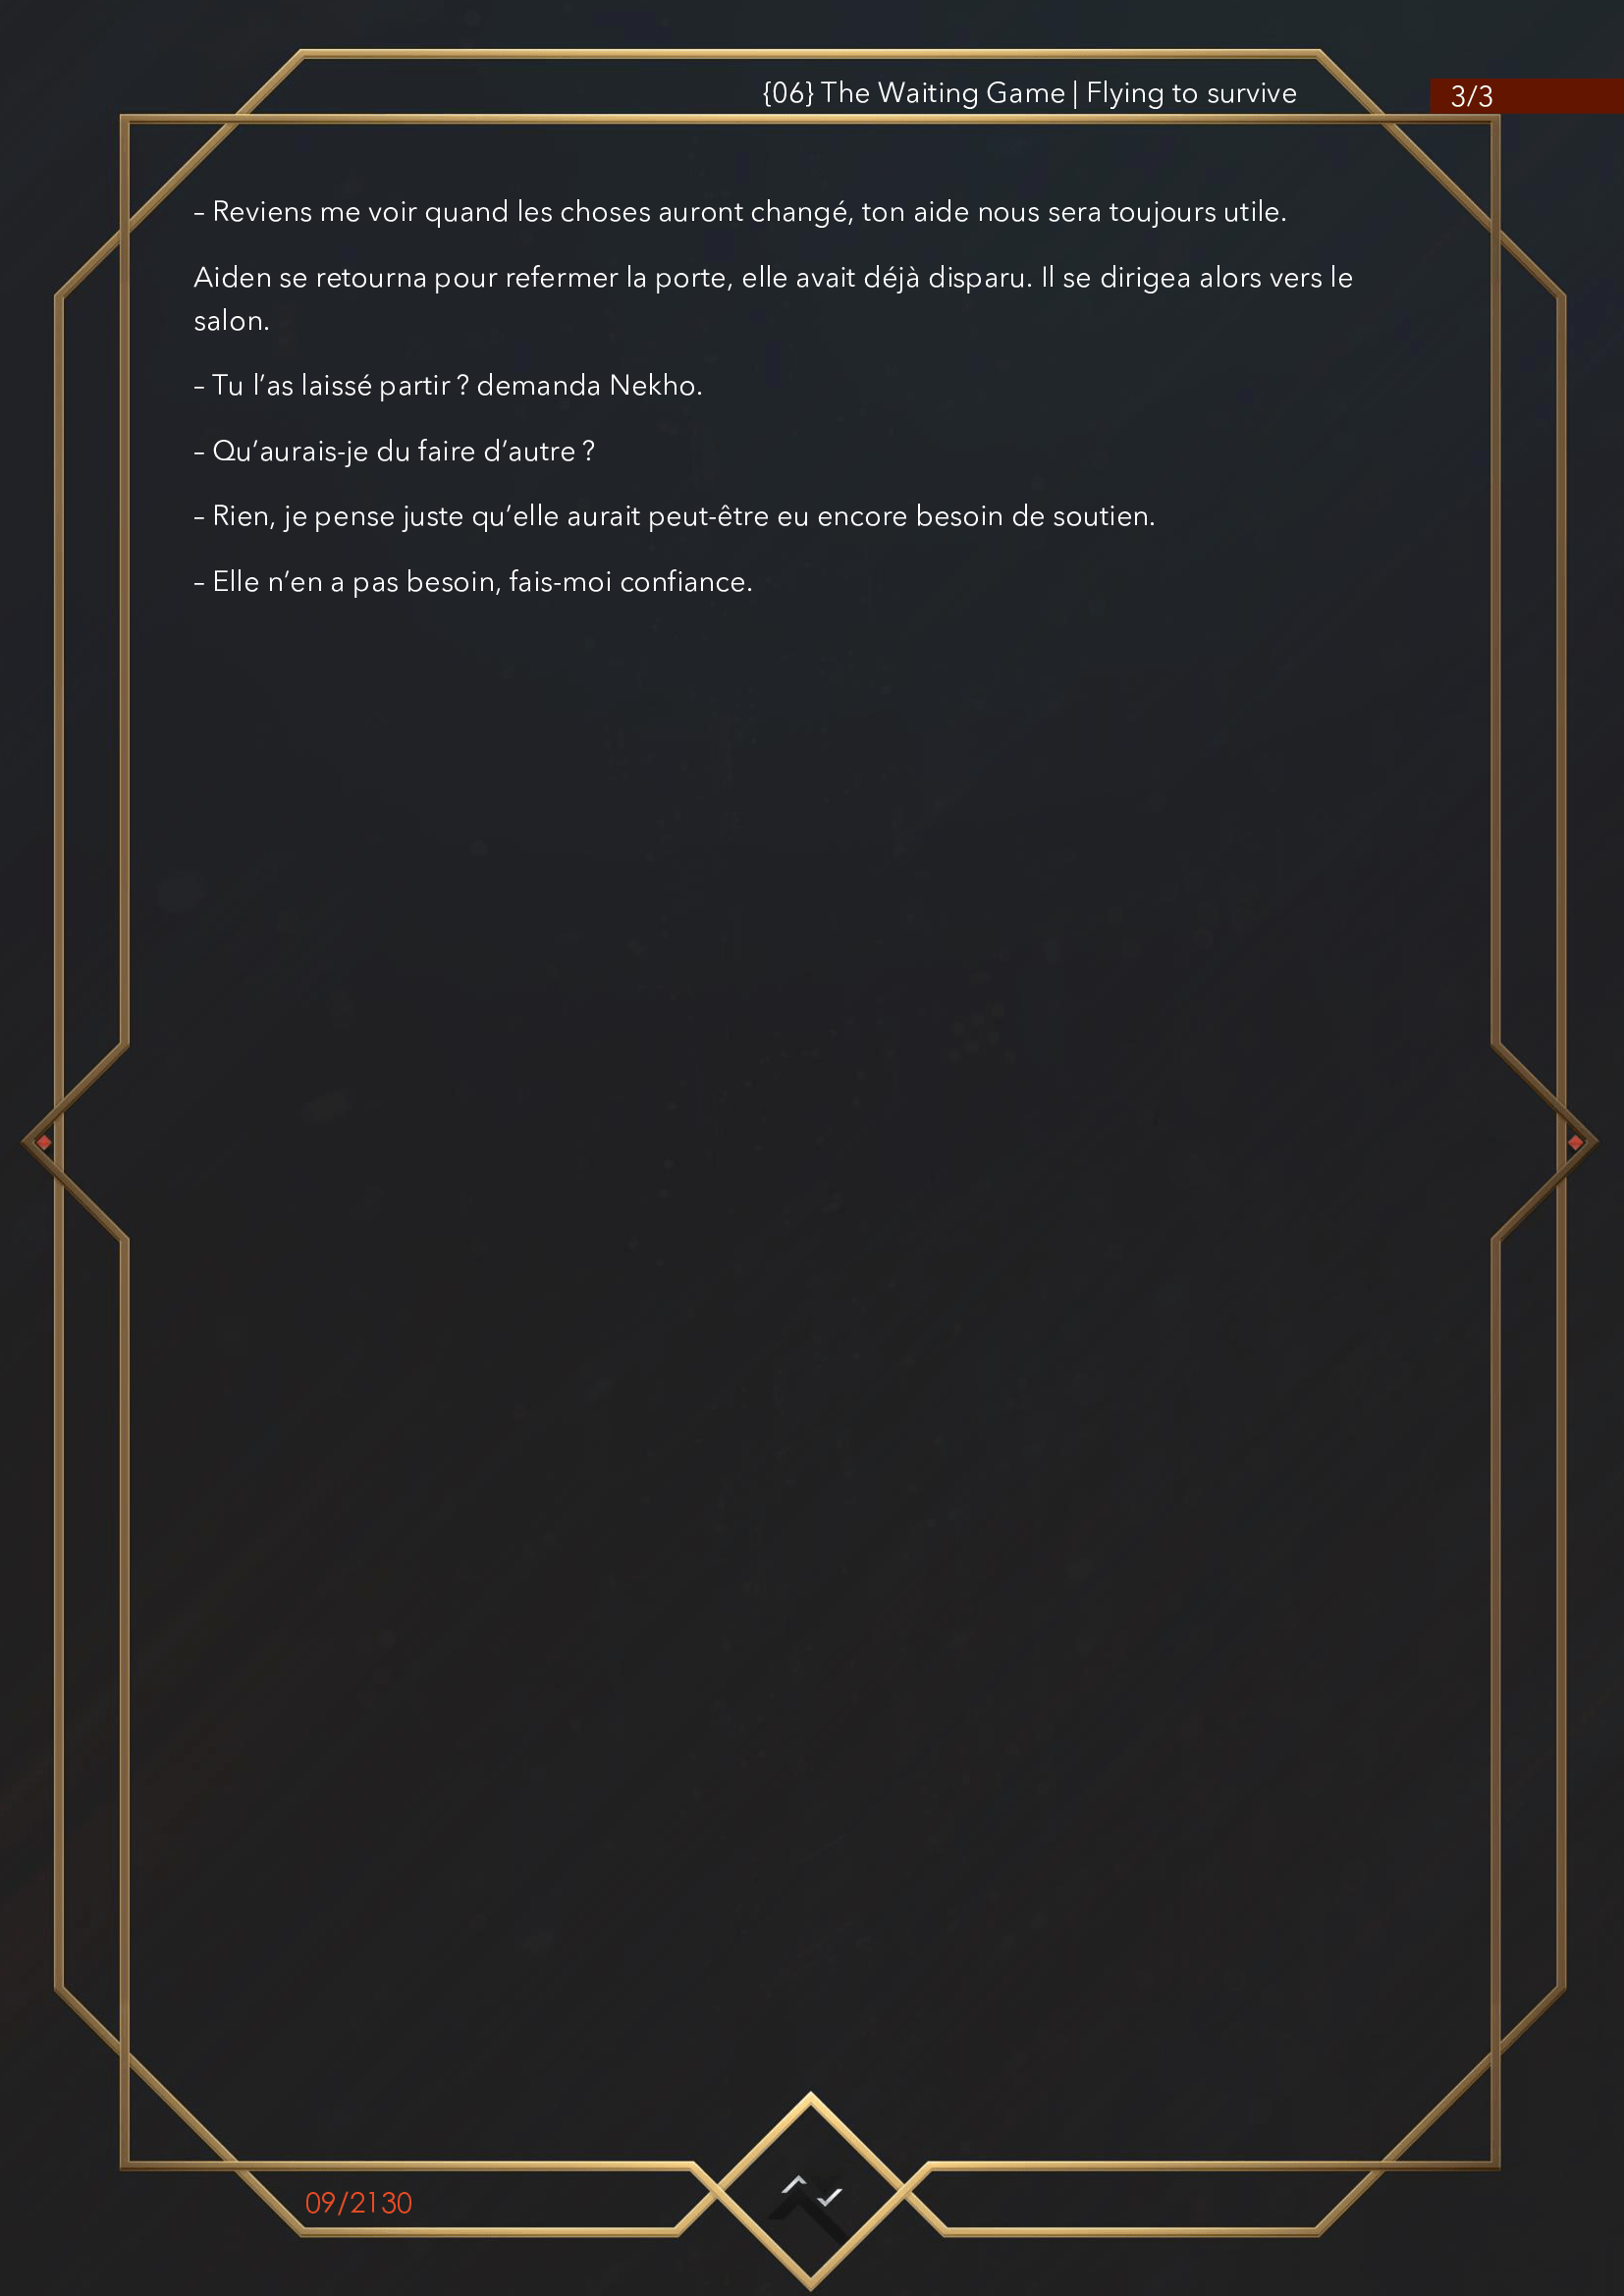 {06} The Waiting Game | Flying to survive
3/3
– Reviens me voir quand les choses auront changé, ton aide nous sera toujours utile.
Aiden se retourna pour refermer la porte, elle avait déjà disparu. Il se dirigea alors vers le
salon.
– Tu l’as laissé partir ? demanda Nekho.
– Qu’aurais-je du faire d’autre ?
– Rien, je pense juste qu’elle aurait peut-être eu encore besoin de soutien.
– Elle n’en a pas besoin, fais-moi confiance.
09/2130